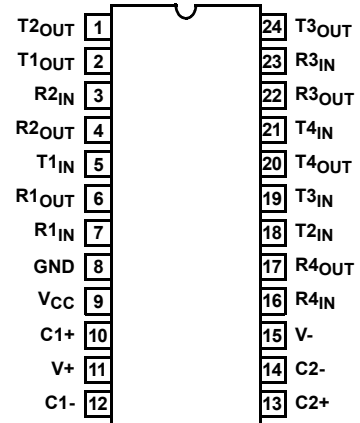 T2OUT 1 24 T3OUT
T1OUT 2 23 R3IN
R2IN 3 22 R3OUT
R2OUT 4 21 T4IN
T1IN 5 20 T4OUT
R1OUT 6 19 T3IN
R1IN 7 18 T2IN
GND 8 17 R4OUT
VCC 9 16 R4IN
C1+ 10 15 V-
V+ 11 14 C2-
C1- 12 13 C2+